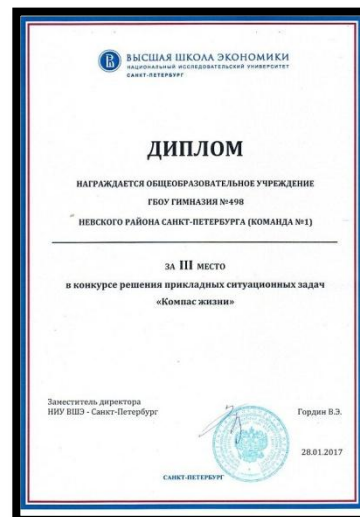 ВЫСШАЯ ШКОЛА ЭКОНОМИКИ
НАЦИОНАЛЬНЫЙ ИССЛЕДОВАТЕЛЬСКИЙ УНИВЕРСИТЕТ
САНКТ-ПЕТЕРБУРГ
ДИПЛОМ
НАГРАЖДАЕТСЯ ОБЩЕОБРАЗОВАТЕЛЬНОЕ УЧРЕЖДЕНИЕ
ГБОУ ГИМНАЗИЯ №498
НЕВСКОГО РАЙОНА САНКТ-ПЕТЕРБУРГА (КОМАНДА №1)
ЗА III МЕСТО
в конкурсе решения прикладных ситуационных задач
«Компас жизни»
Заместитель директора
НИУ ВШЭ - Санкт-Петербург
Гордин В.Э.
28.01.2017
САНКТ-ПЕТЕРБУРГ